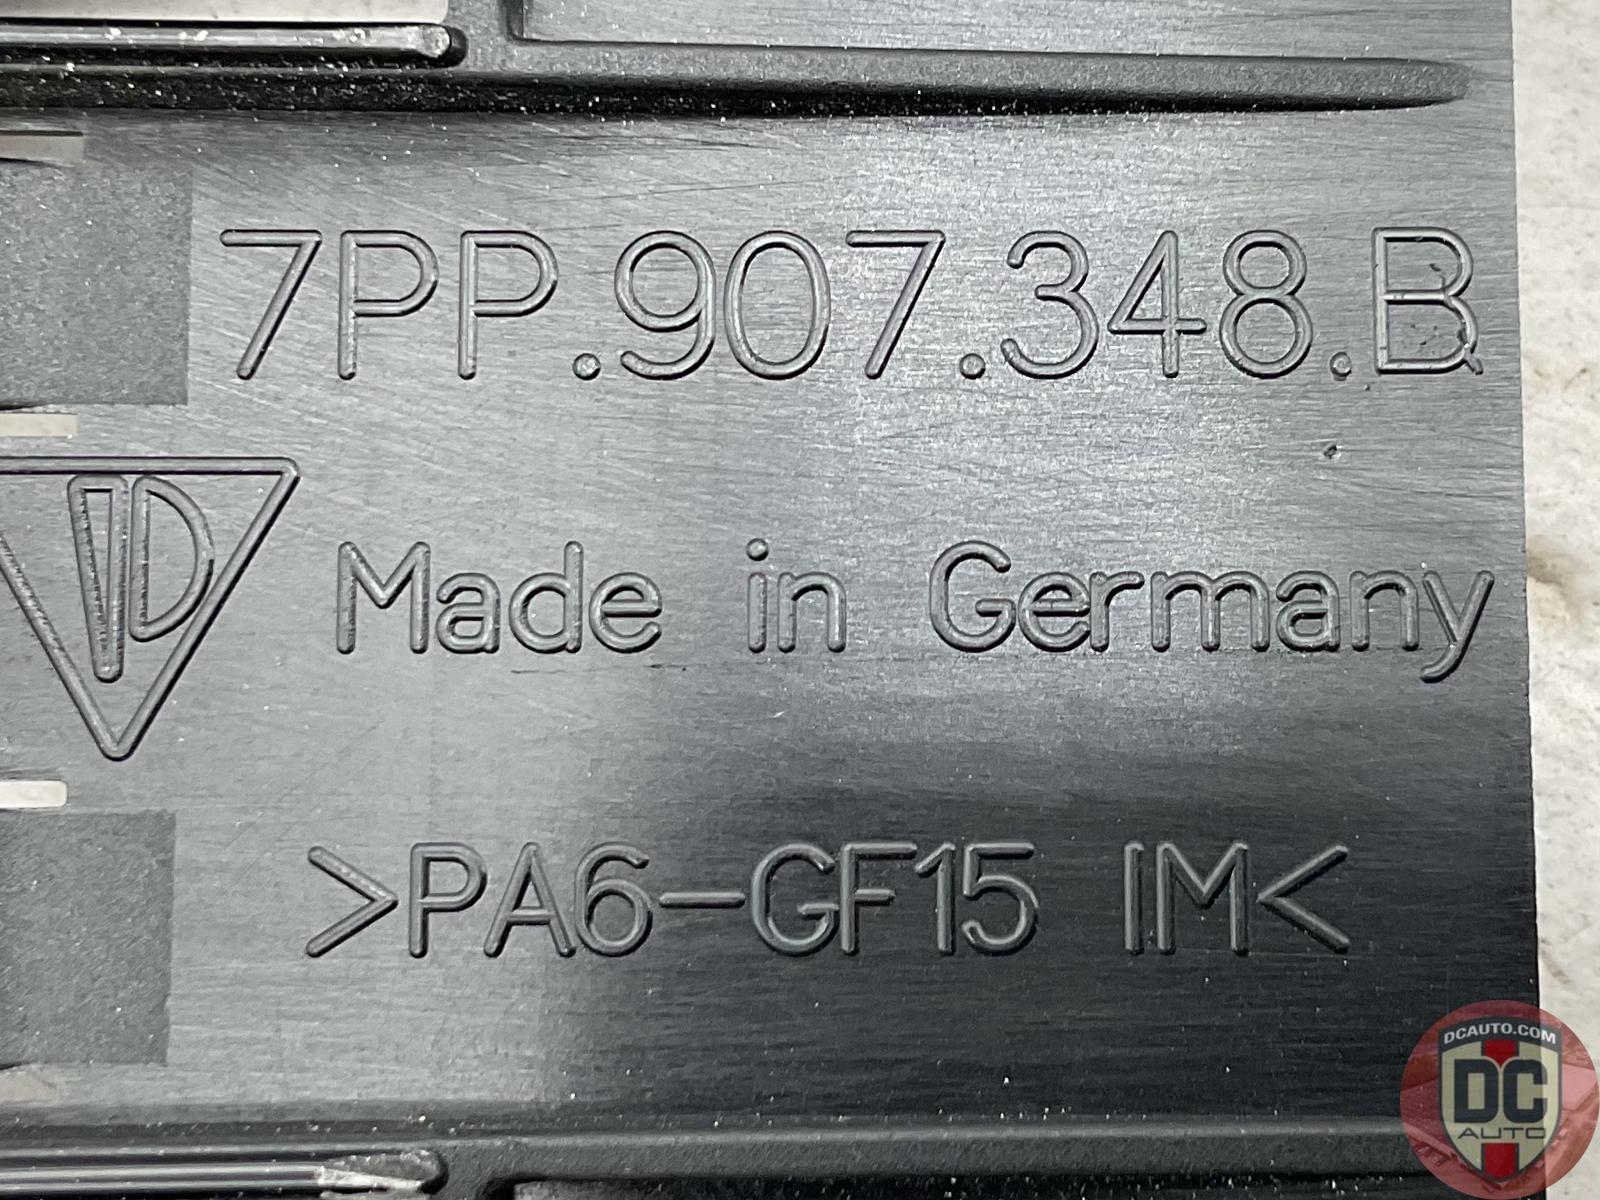 7PP.907.348.B
Made in Germany
>PA6-GF15 IM<
DCAUTO.COM
DC
AUTO